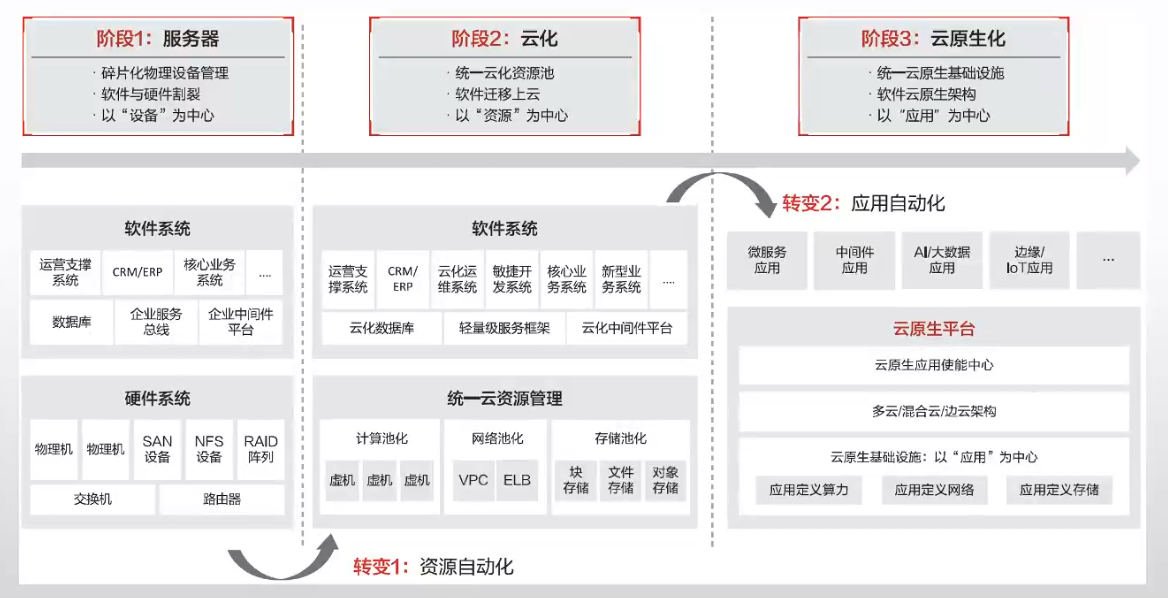 阶段1：服务器
· 碎片化物理设备管理
· 软件与硬件割裂
· 以“设备”为中心
阶段2：云化
· 统一云化资源池
· 软件迁移上云
· 以“资源”为中心
阶段3：云原生化
· 统一云原生基础设施
· 软件云原生架构
· 以“应用”为中心
软件系统
运营支撑
系统
CRM/ERP
核心业务
系统
....
数据库
企业服务
总线
企业中间件
平台
硬件系统
物理机
物理机
SAN
设备
NFS
设备
RAID
阵列
交换机
路由器
转变1：资源自动化
软件系统
运营支
撑系统
CRM/
ERP
云化运
维系统
敏捷开
发系统
核心业
务系统
新型业
务系统
....
云化数据库
轻量级服务框架
云化中间件平台
统一云资源管理
计算池化
虚机
虚机
虚机
网络池化
VPC
ELB
存储池化
块
存储
文件
存储
对象
存储
转变2：应用自动化
微服务
应用
中间件
应用
AI/大数据
应用
边缘/
IoT应用
...
云原生平台
云原生应用使能中心
多云/混合云/边云架构
云原生基础设施：以“应用”为中心
应用定义算力
应用定义网络
应用定义存储